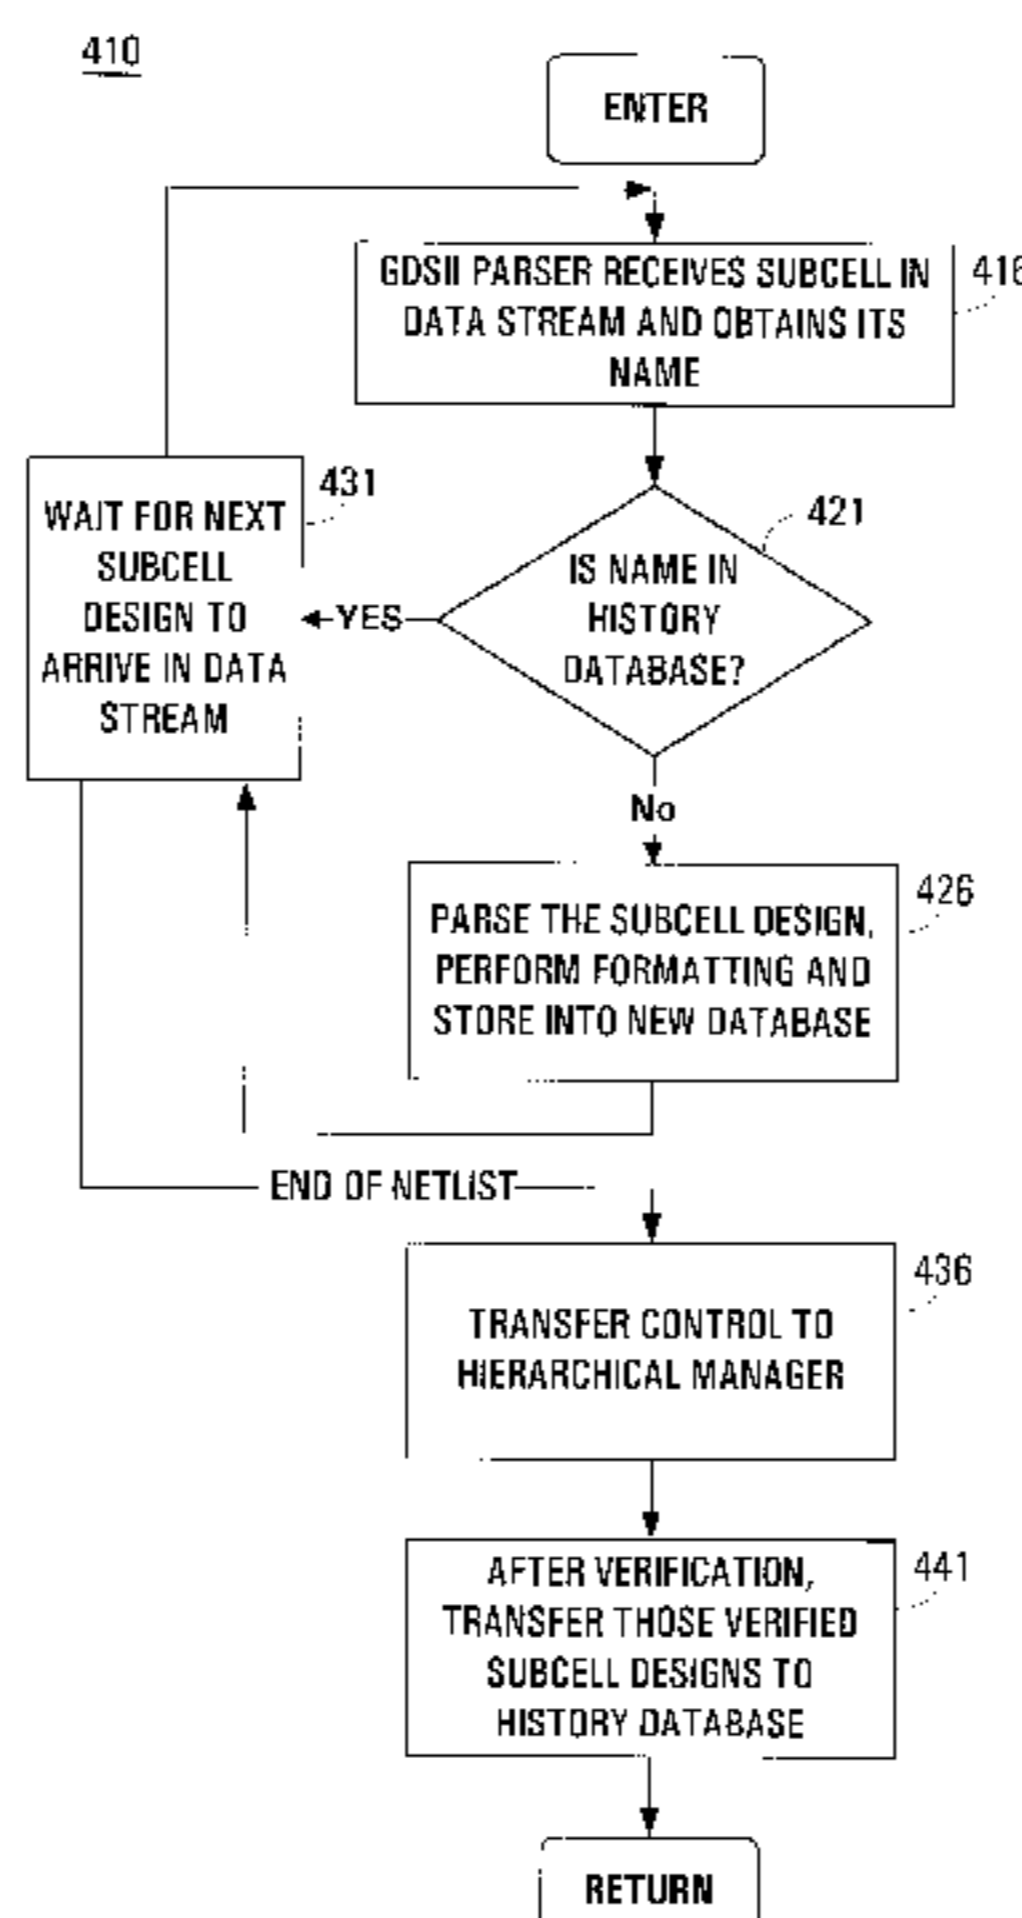 410
ENTER
GDSII PARSER RECEIVES SUBCELL IN
DATA STREAM AND OBTAINS ITS
NAME
416
431
WAIT FOR NEXT
SUBCELL
DESIGN TO
ARRIVE IN DATA
STREAM
YES
421
IS NAME IN
HISTORY
DATABASE?
No
426
PARSE THE SUBCELL DESIGN,
PERFORM FORMATTING AND
STORE INTO NEW DATABASE
END OF NETLIST
436
TRANSFER CONTROL TO
HIERARCHICAL MANAGER
441
AFTER VERIFICATION,
TRANSFER THOSE VERIFIED
SUBCELL DESIGNS TO
HISTORY DATABASE
RETURN